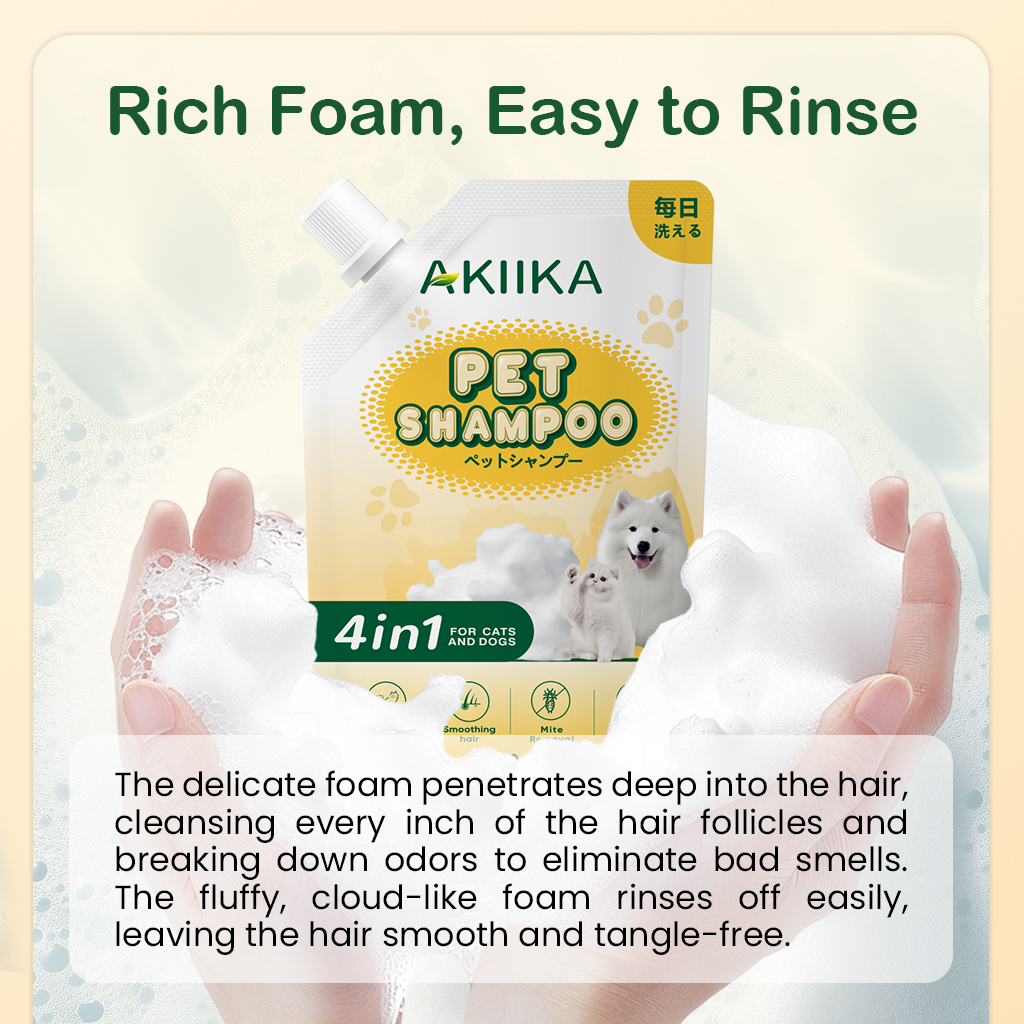 Rich Foam, Easy to Rinse
毎日
洗える
AKIIKA
PET
SHAMPOO
ペットシャンプー
4in1 FOR CATS
AND DOGS
Smoothing
hair
Mite
Removal
The delicate foam penetrates deep into the hair,
cleansing every inch of the hair follicles and
breaking down odors to eliminate bad smells.
The fluffy, cloud-like foam rinses off easily,
leaving the hair smooth and tangle-free.